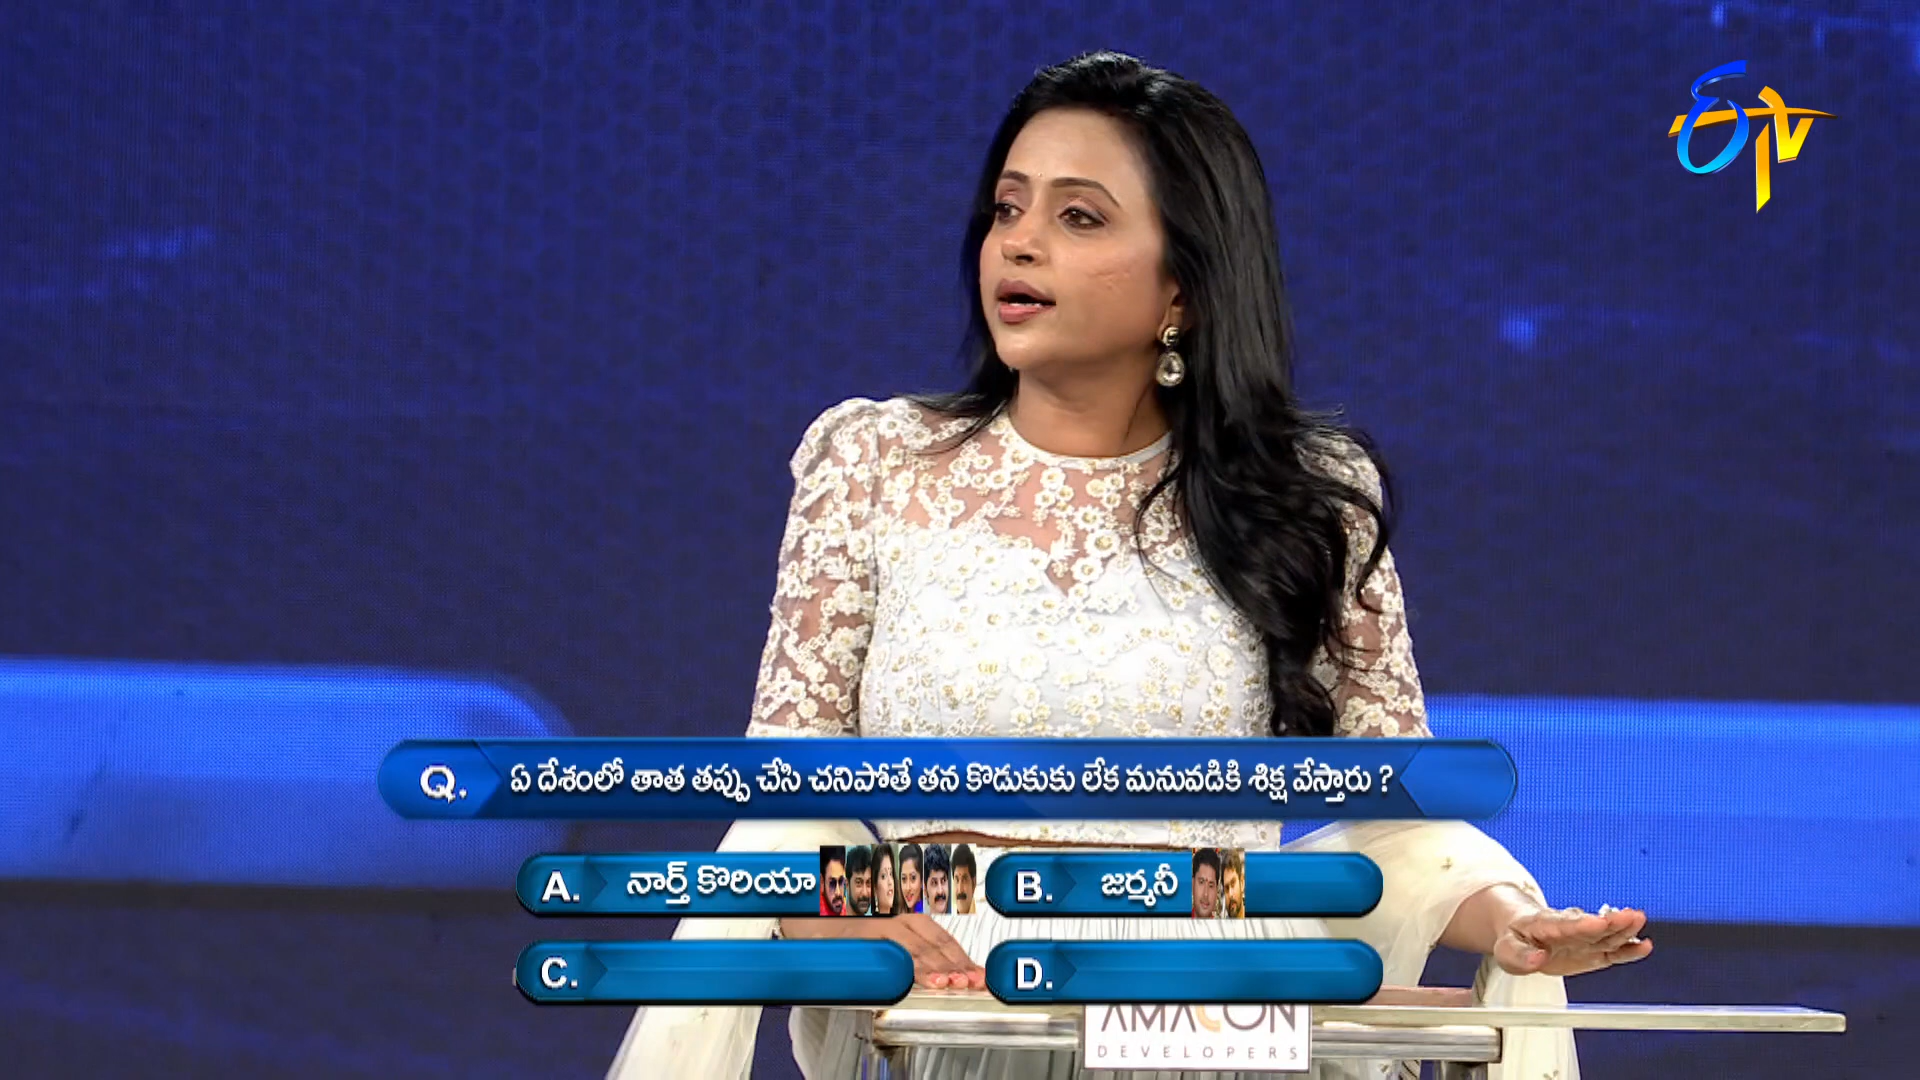 ETV
Q. ఏ దేశంలో తాత తప్పు చేసి చనిపోతే తన కొడుకుకు లేక మనువడికి శిక్ష వేస్తారు ?
A. నార్త్ కొరియా
B. జర్మనీ
C.
D.
AMACON
DEVELOPERS